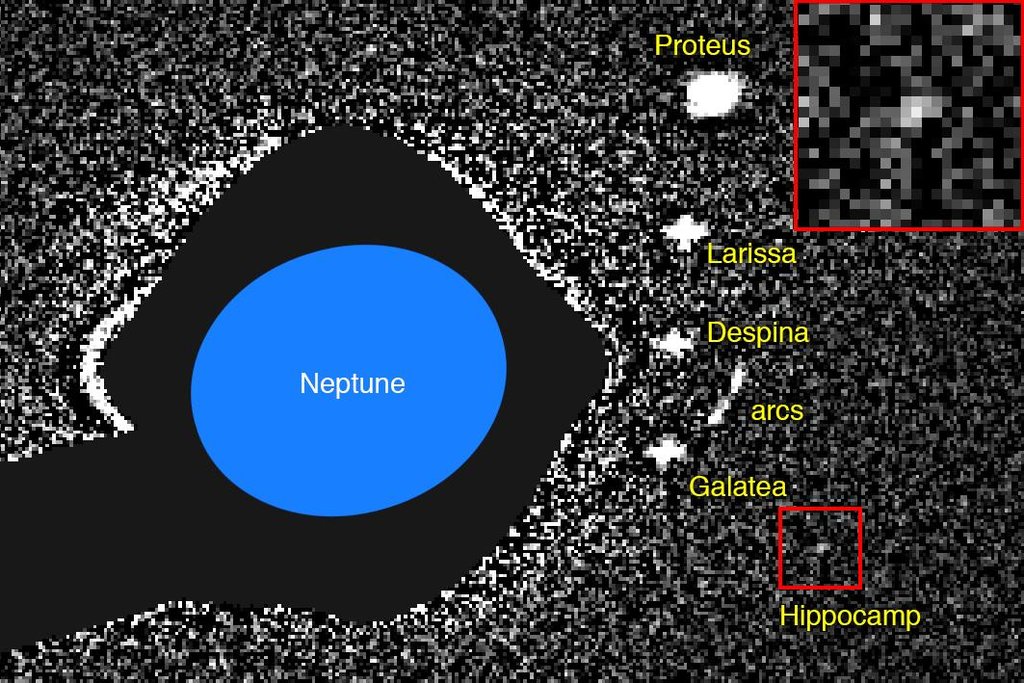 Proteus
Larissa
Despina
Neptune
arcs
Galatea
Hippocamp